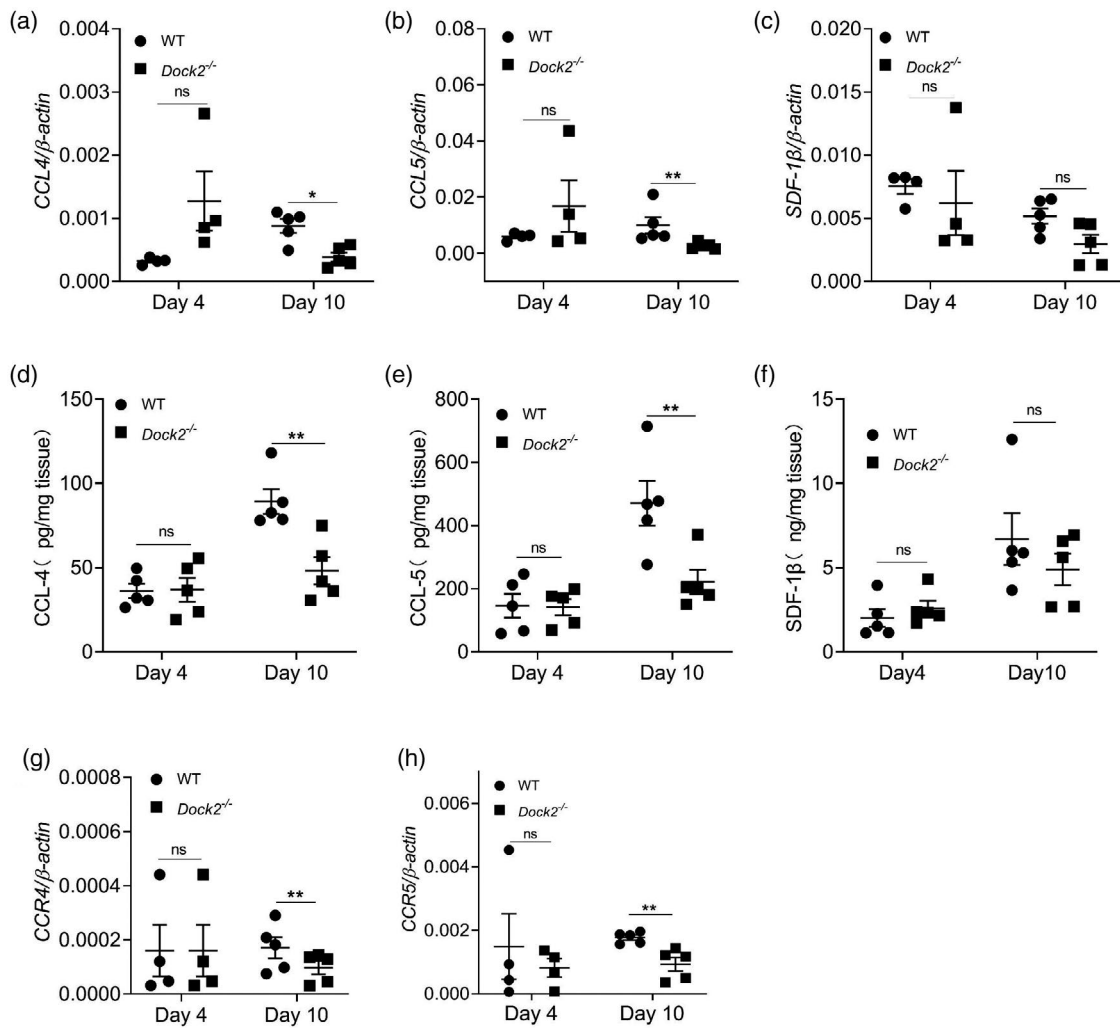 (a)
0.004
0.003
0.002
0.001
0.000
CCL4/β-actin
WT
Dock2-/-
ns
*
Day 4
Day 10
(b)
0.08
0.06
0.04
0.02
0.00
CCL5/β-actin
WT
Dock2-/-
ns
**
Day 4
Day 10
(c)
0.020
0.015
0.010
0.005
0.000
SDF-1β/β-actin
WT
Dock2-/-
ns
ns
Day 4
Day 10
(d)
150
100
50
0
CCL-4( pg/mg tissue)
WT
Dock2-/-
ns
**
Day 4
Day 10
(e)
800
600
400
200
0
CCL-5( pg/mg tissue)
WT
Dock2-/-
ns
**
Day 4
Day 10
(f)
15
10
5
0
SDF-1β( ng/mg tissue)
WT
Dock2-/-
ns
ns
Day4
Day10
(g)
0.0008
0.0006
0.0004
0.0002
0.0000
CCR4/β-actin
WT
Dock2-/-
ns
**
Day 4
Day 10
(h)
0.006
0.004
0.002
0.000
CCR5/β-actin
WT
Dock2-/-
ns
**
Day 4
Day 10